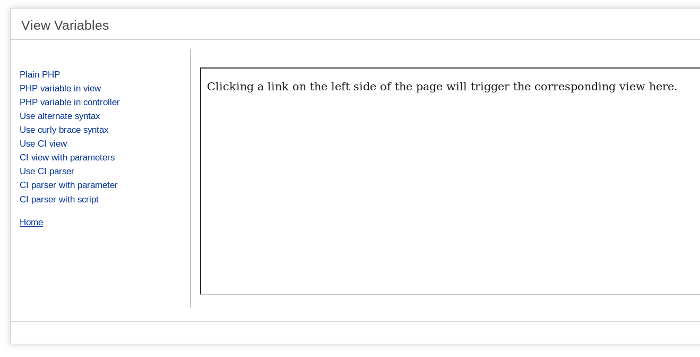 View Variables
Plain PHP
PHP variable in view
PHP variable in controller
Use alternate syntax
Use curly brace syntax
Use CI view
CI view with parameters
Use CI parser
CI parser with parameter
CI parser with script
Home
Clicking a link on the left side of the page will trigger the corresponding view here.